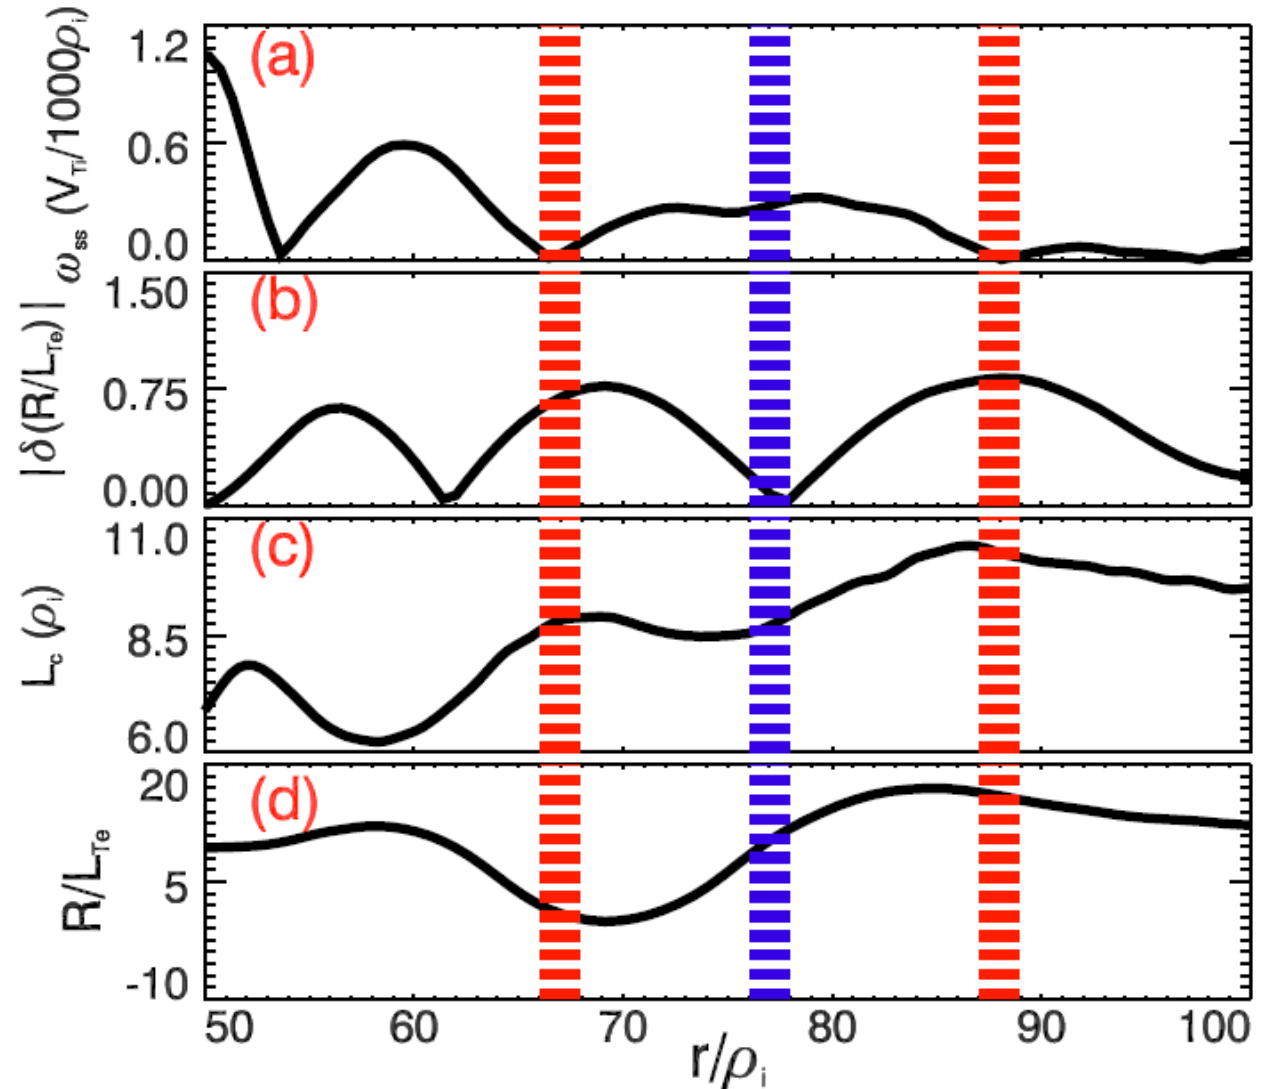 (a)
ω_ss (V_Ti/1000ρ_i)
1.2
0.6
0.0
(b)
|δ(R/L_Te)|
1.50
0.75
0.00
(c)
L_c (ρ_i)
11.0
8.5
6.0
(d)
R/L_Te
20
5
-10
50 60 70 80 90 100
r/ρ_i